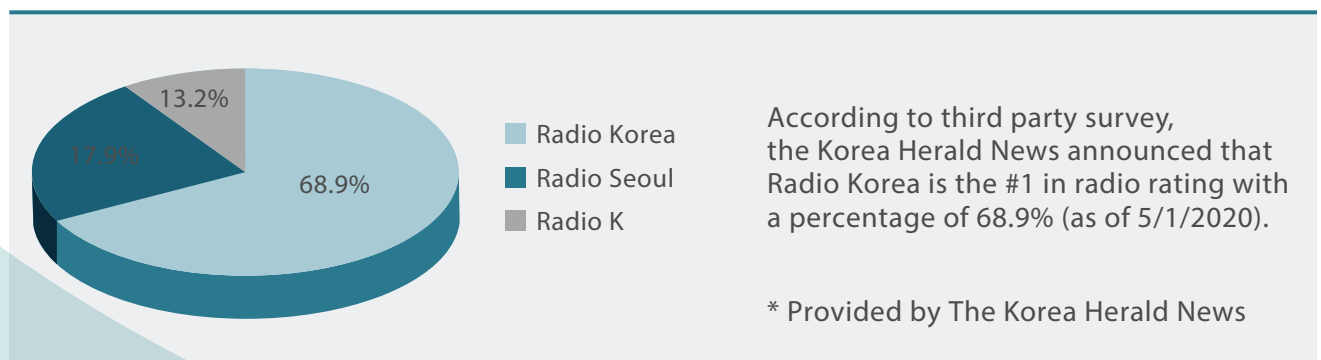 13.2%
17.9%
68.9%
Radio Korea
Radio Seoul
Radio K
According to third party survey,
the Korea Herald News announced that
Radio Korea is the #1 in radio rating with
a percentage of 68.9% (as of 5/1/2020).
* Provided by The Korea Herald News